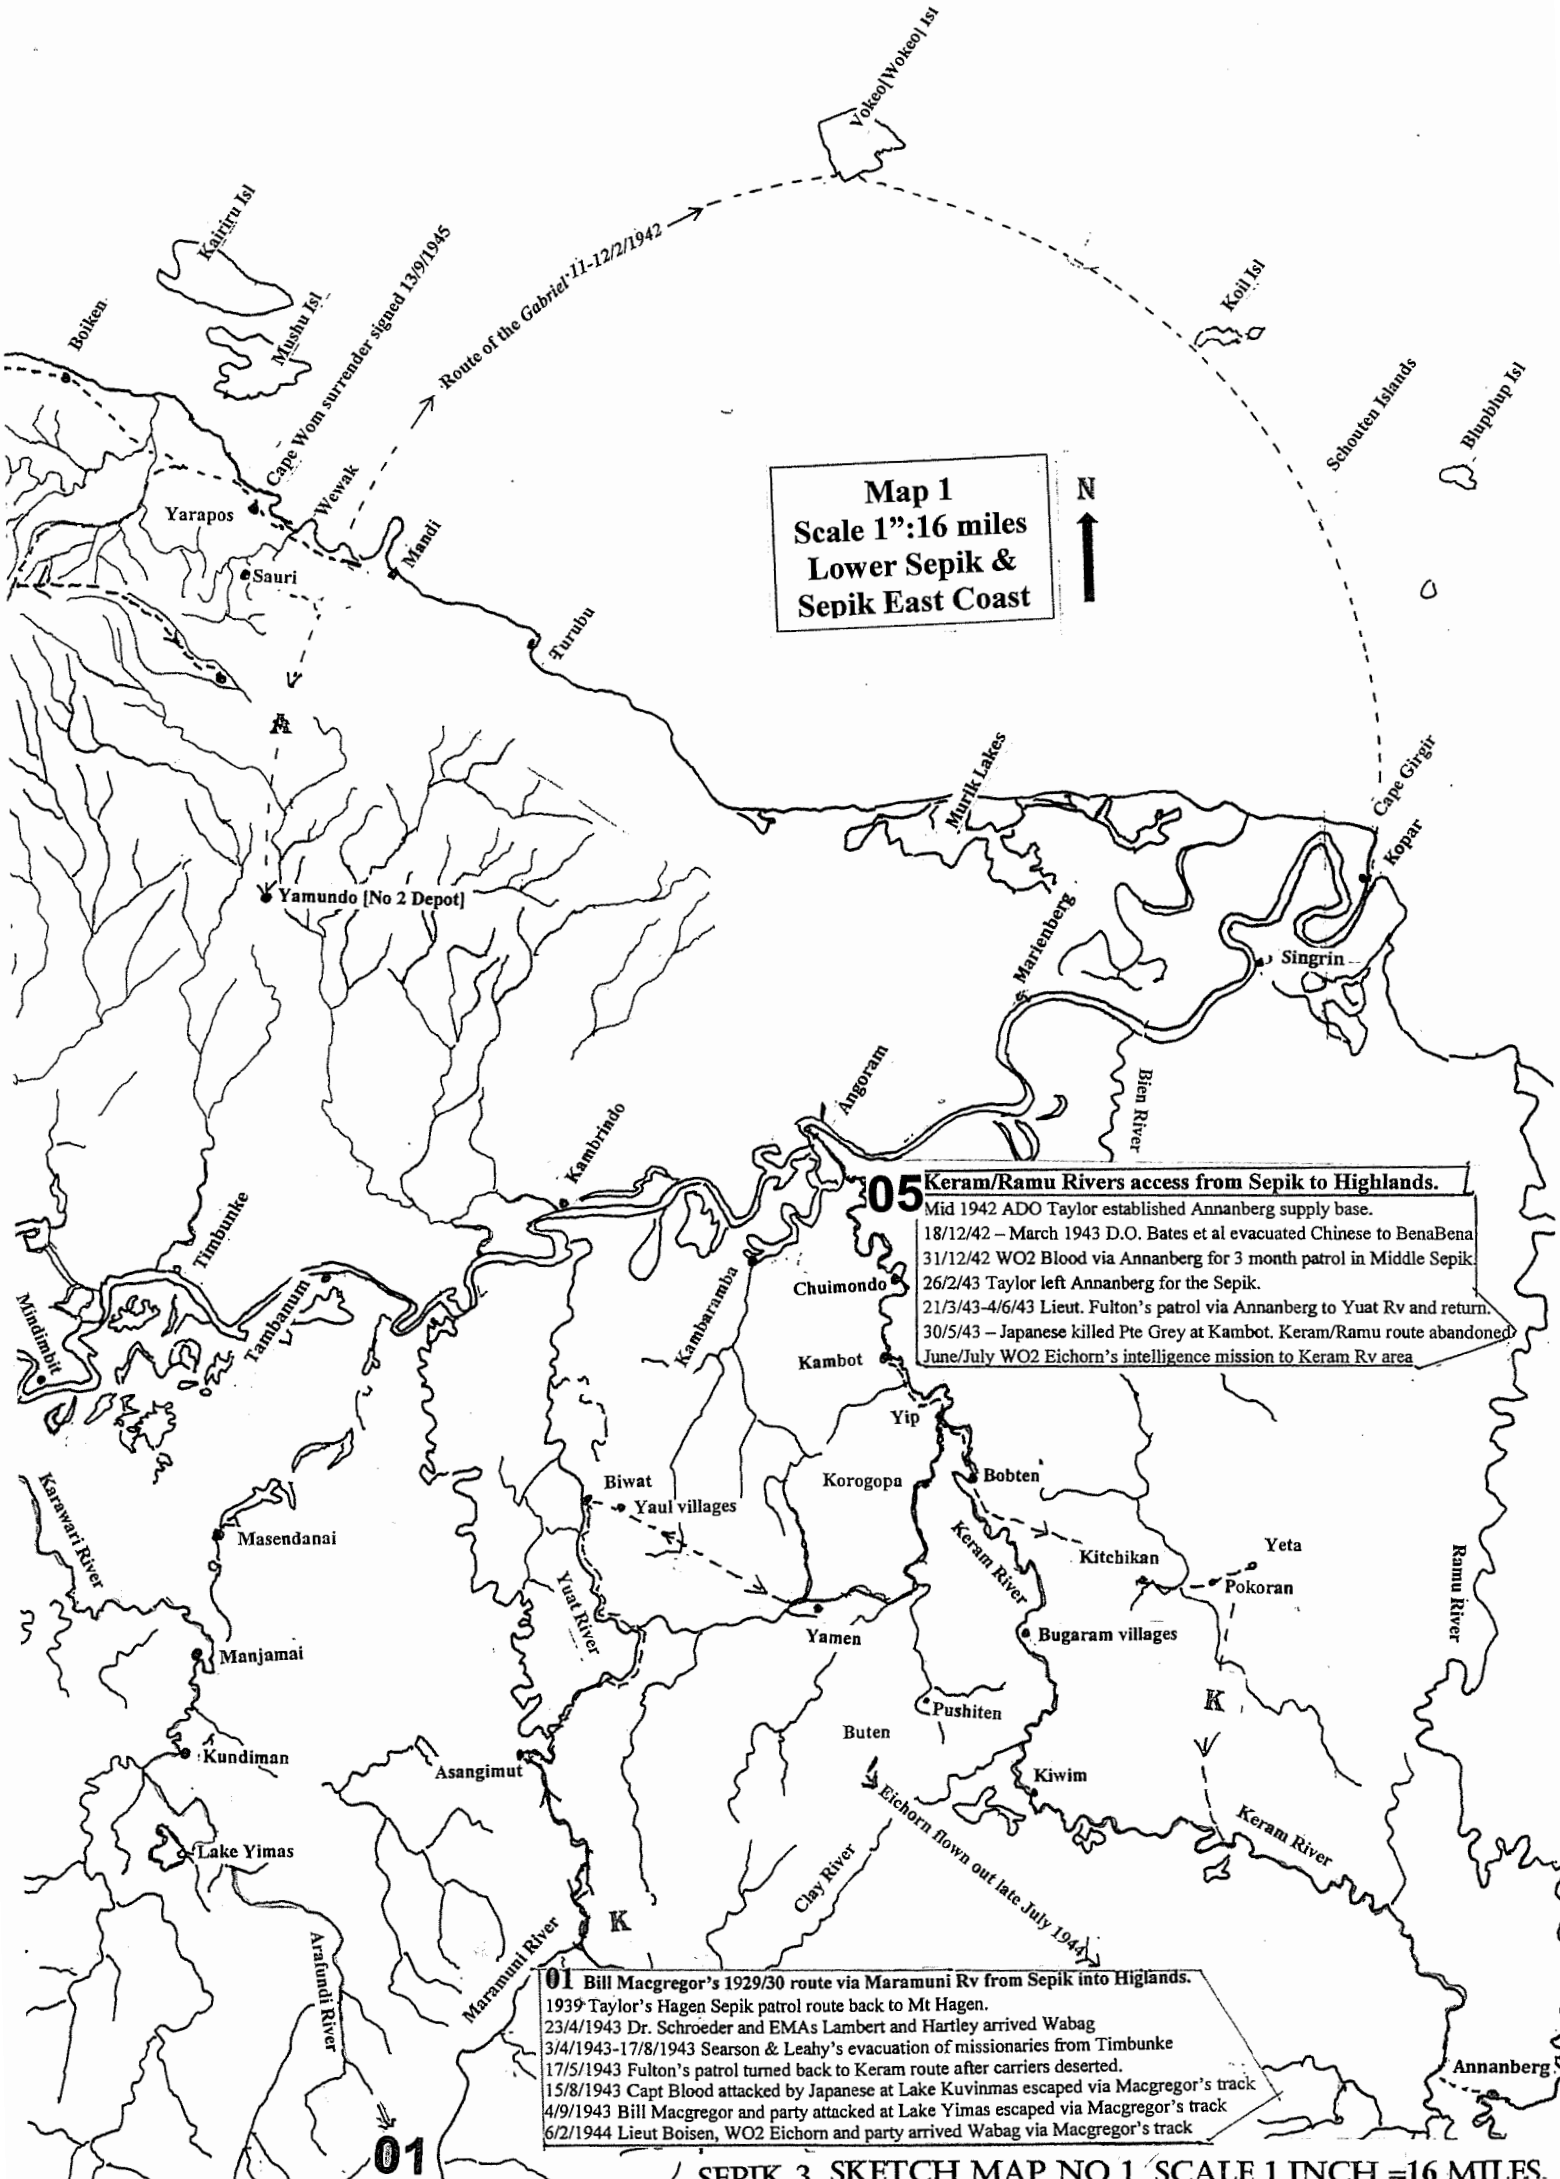 Vokeo[Wokeo] Isl
Kairiru Isl
Mushu Isl
Boiken
Cape Wom surrender signed 13/9/1945
Route of the Gabriel 11-12/2/1942
Koil Isl
Schouten Islands
Blupblup Isl
Wewak
Yarapos
Mandi
Sauri
Turubu
Map 1
Scale 1”:16 miles
Lower Sepik &
Sepik East Coast
N
A
Murik Lakes
Cape Girgir
Kopar
Yamundo [No 2 Depot]
Marienberg
Singrin
Angoram
Bien River
Kambrindo
Timbunke
Tambanum
Mindimbit
Kambaramba
Chuimondo
Kambot
05 Keram/Ramu Rivers access from Sepik to Highlands.
Mid 1942 ADO Taylor established Annanberg supply base.
18/12/42 – March 1943 D.O. Bates et al evacuated Chinese to BenaBena
31/12/42 WO2 Blood via Annanberg for 3 month patrol in Middle Sepik.
26/2/43 Taylor left Annanberg for the Sepik.
21/3/43-4/6/43 Lieut. Fulton's patrol via Annanberg to Yuat Rv and return.
30/5/43 – Japanese killed Pte Grey at Kambot. Keram/Ramu route abandoned
June/July WO2 Eichorn's intelligence mission to Keram Rv area
Yip
Biwat
Yaul villages
Korogopa
Bobten
Karawari River
Masendanai
Keram River
Kitchikan
Yeta
Pokoran
Ramu River
Yuat River
Yamen
Bugaram villages
Manjamai
K
Pushiten
Buten
Kundiman
Asangimut
Kiwim
Eichorn flown out late July 1944
Keram River
Lake Yimas
Clay River
K
Maramuni River
Arafundi River
01 Bill Macgregor's 1929/30 route via Maramuni Rv from Sepik into Higlands.
1939 Taylor's Hagen Sepik patrol route back to Mt Hagen.
23/4/1943 Dr. Schroeder and EMAs Lambert and Hartley arrived Wabag
3/4/1943-17/8/1943 Searson & Leahy's evacuation of missionaries from Timbunke
17/5/1943 Fulton's patrol turned back to Keram route after carriers deserted.
15/8/1943 Capt Blood attacked by Japanese at Lake Kuvinmas escaped via Macgregor's track
4/9/1943 Bill Macgregor and party attacked at Lake Yimas escaped via Macgregor's track
6/2/1944 Lieut Boisen, WO2 Eichorn and party arrived Wabag via Macgregor's track
Annanberg
01
SEPIK 3 SKETCH MAP NO 1 SCALE 1 INCH =16 MILES